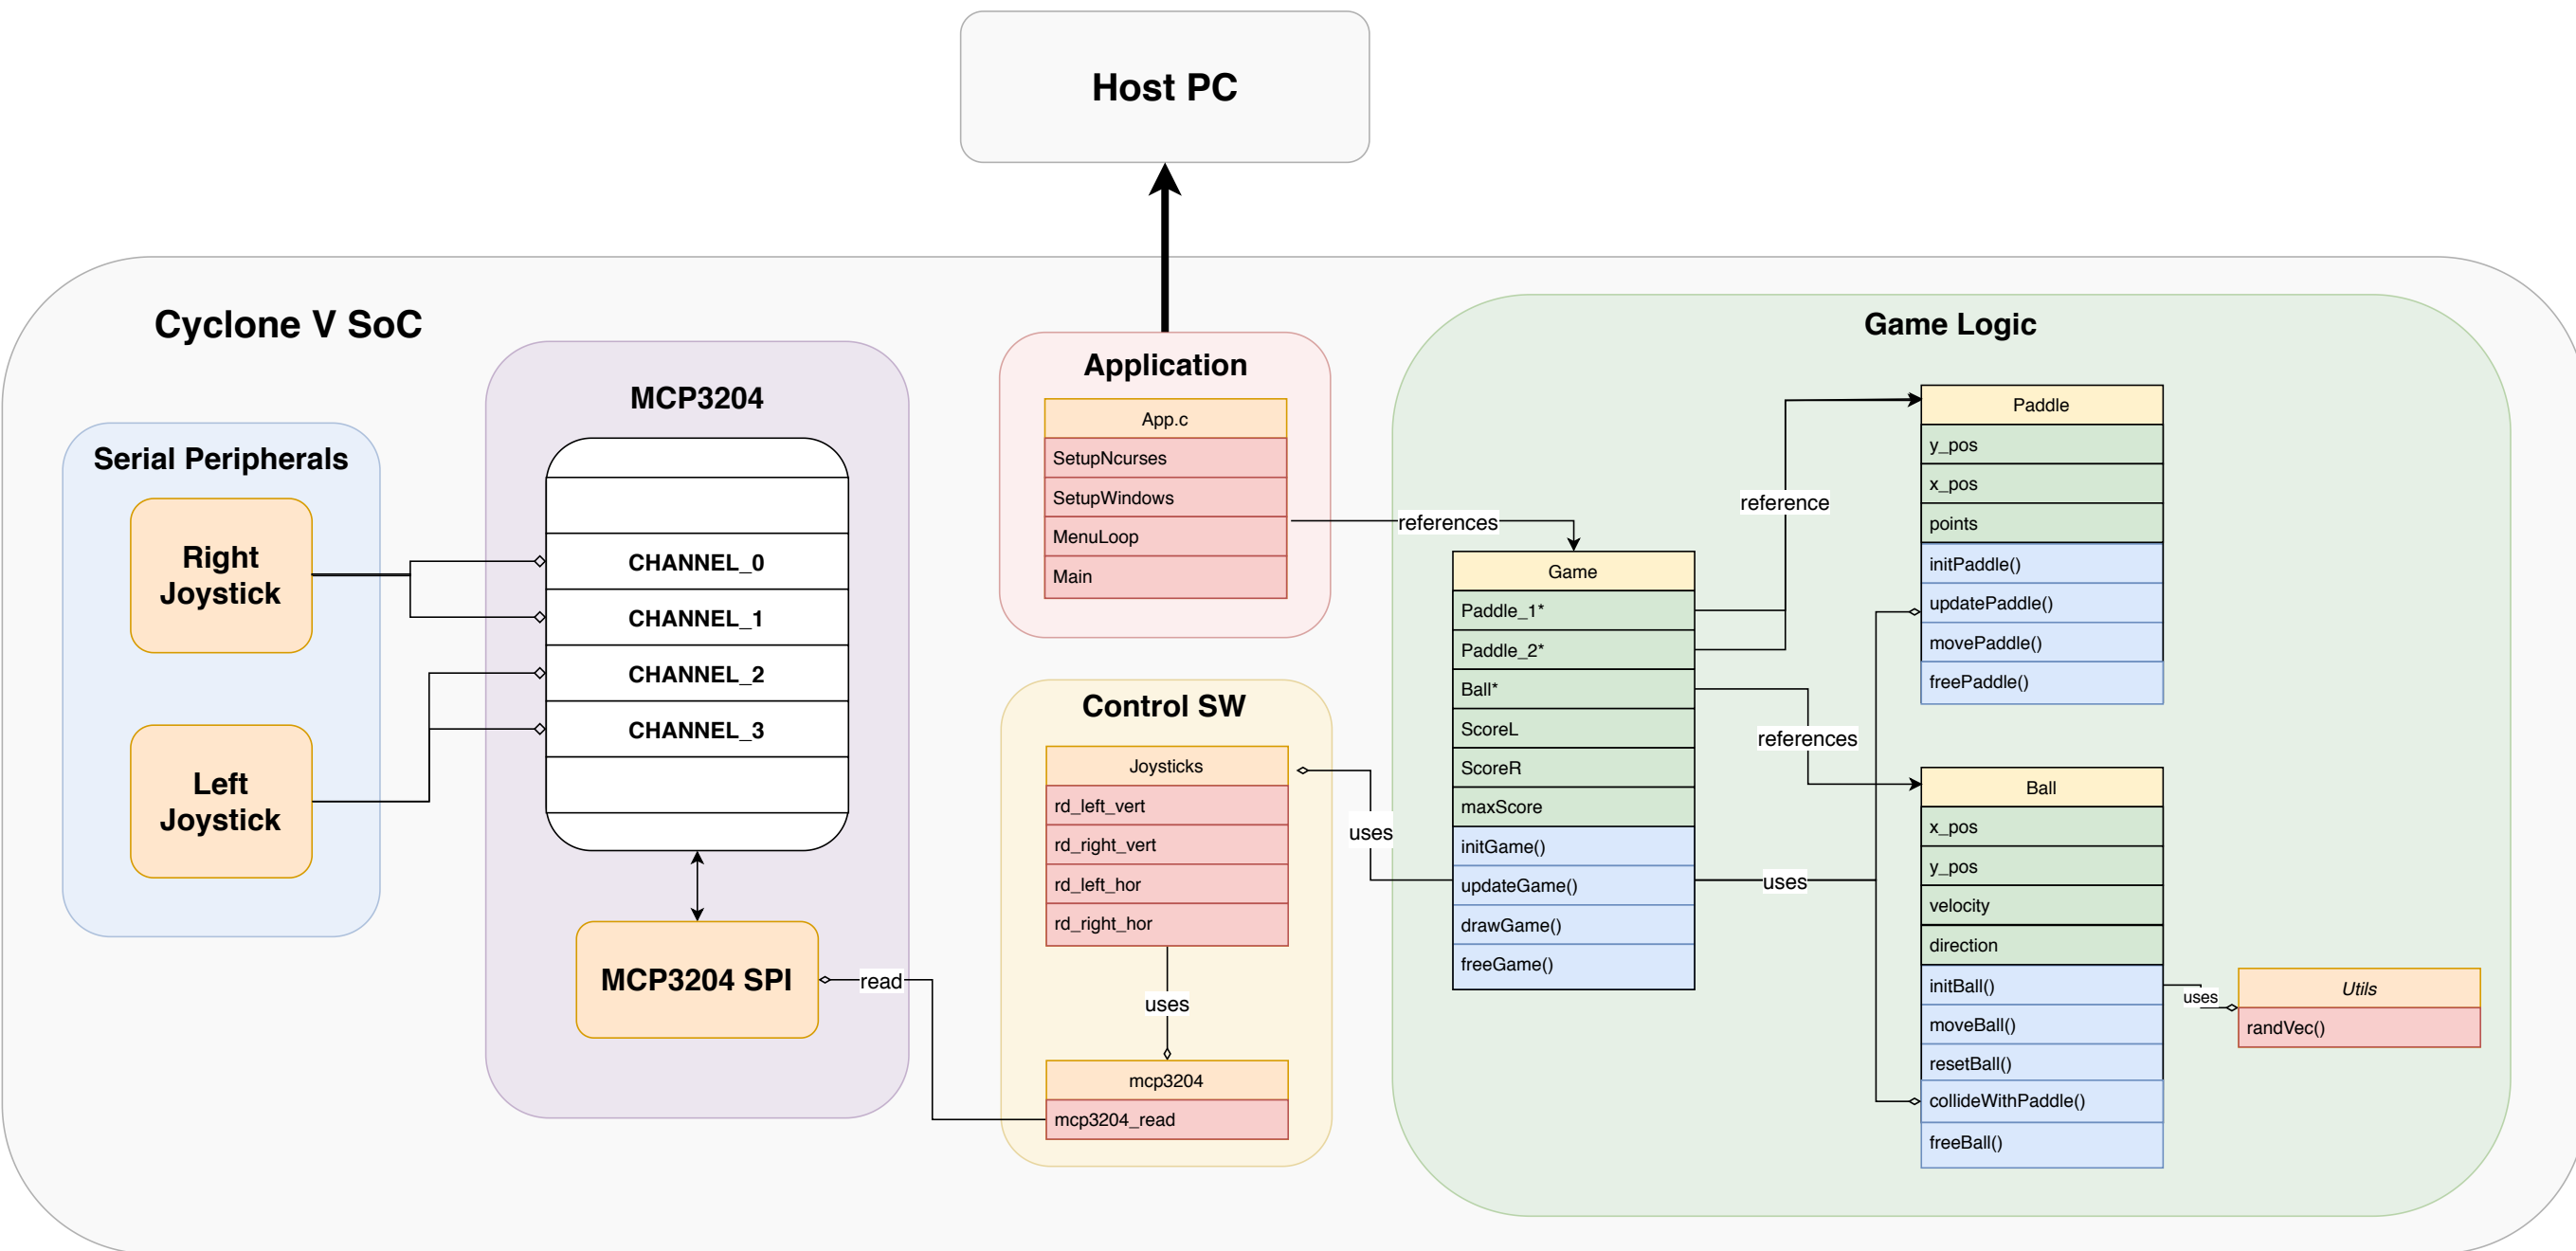 Host PC
Cyclone V SoC
Serial Peripherals
Right
Joystick
Left
Joystick
MCP3204
CHANNEL_0
CHANNEL_1
CHANNEL_2
CHANNEL_3
MCP3204 SPI
read
Application
App.c
SetupNcurses
SetupWindows
MenuLoop
Main
references
Control SW
Joysticks
rd_left_vert
rd_right_vert
rd_left_hor
rd_right_hor
uses
mcp3204
mcp3204_read
uses
Game Logic
Game
Paddle_1*
Paddle_2*
Ball*
ScoreL
ScoreR
maxScore
initGame()
updateGame()
drawGame()
freeGame()
reference
references
uses
Paddle
y_pos
x_pos
points
initPaddle()
updatePaddle()
movePaddle()
freePaddle()
Ball
x_pos
y_pos
velocity
direction
initBall()
moveBall()
resetBall()
collideWithPaddle()
freeBall()
uses
Utils
randVec()